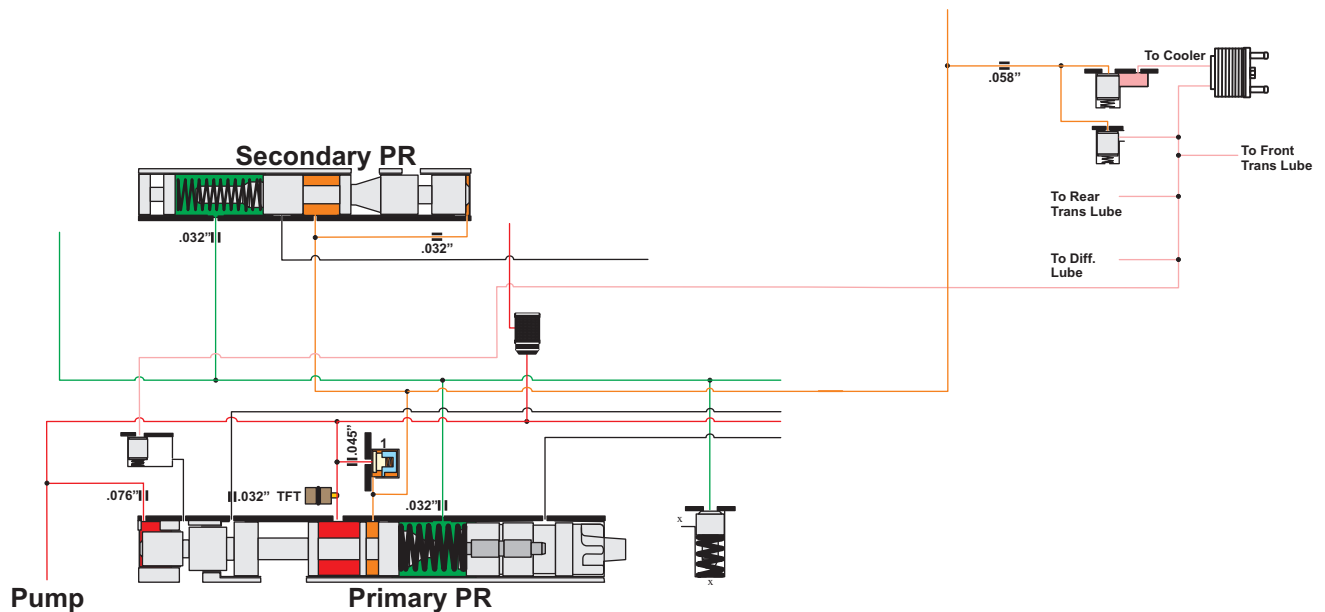 To Cooler
.058”
Secondary PR
To Front
Trans Lube
To Rear
Trans Lube
.032”
.032”
To Diff.
Lube
.045”
1
.076”
.032”
TFT
.032”
x
x
Pump
Primary PR